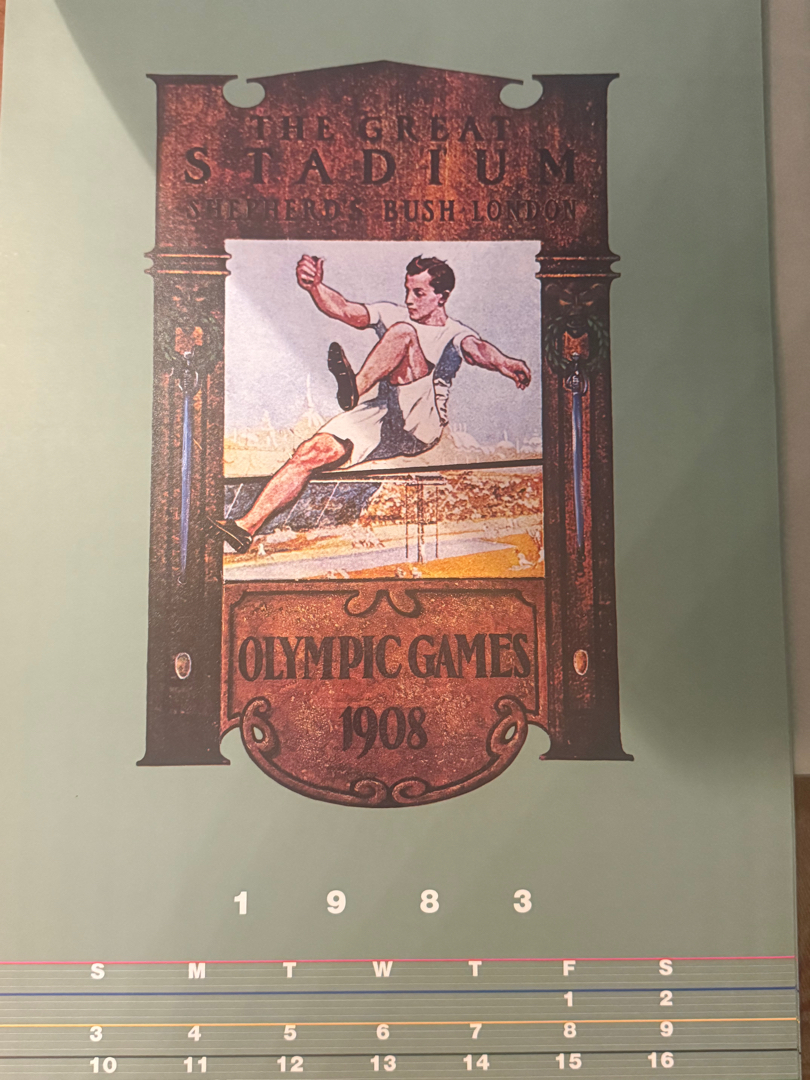 THE GREAT
STADIUM
SHEPHERD'S BUSH·LONDON
OLYMPIC GAMES
1908
1 9 8 3
S M T W T F S
1 2
3 4 5 6 7 8 9
10 11 12 13 14 15 16